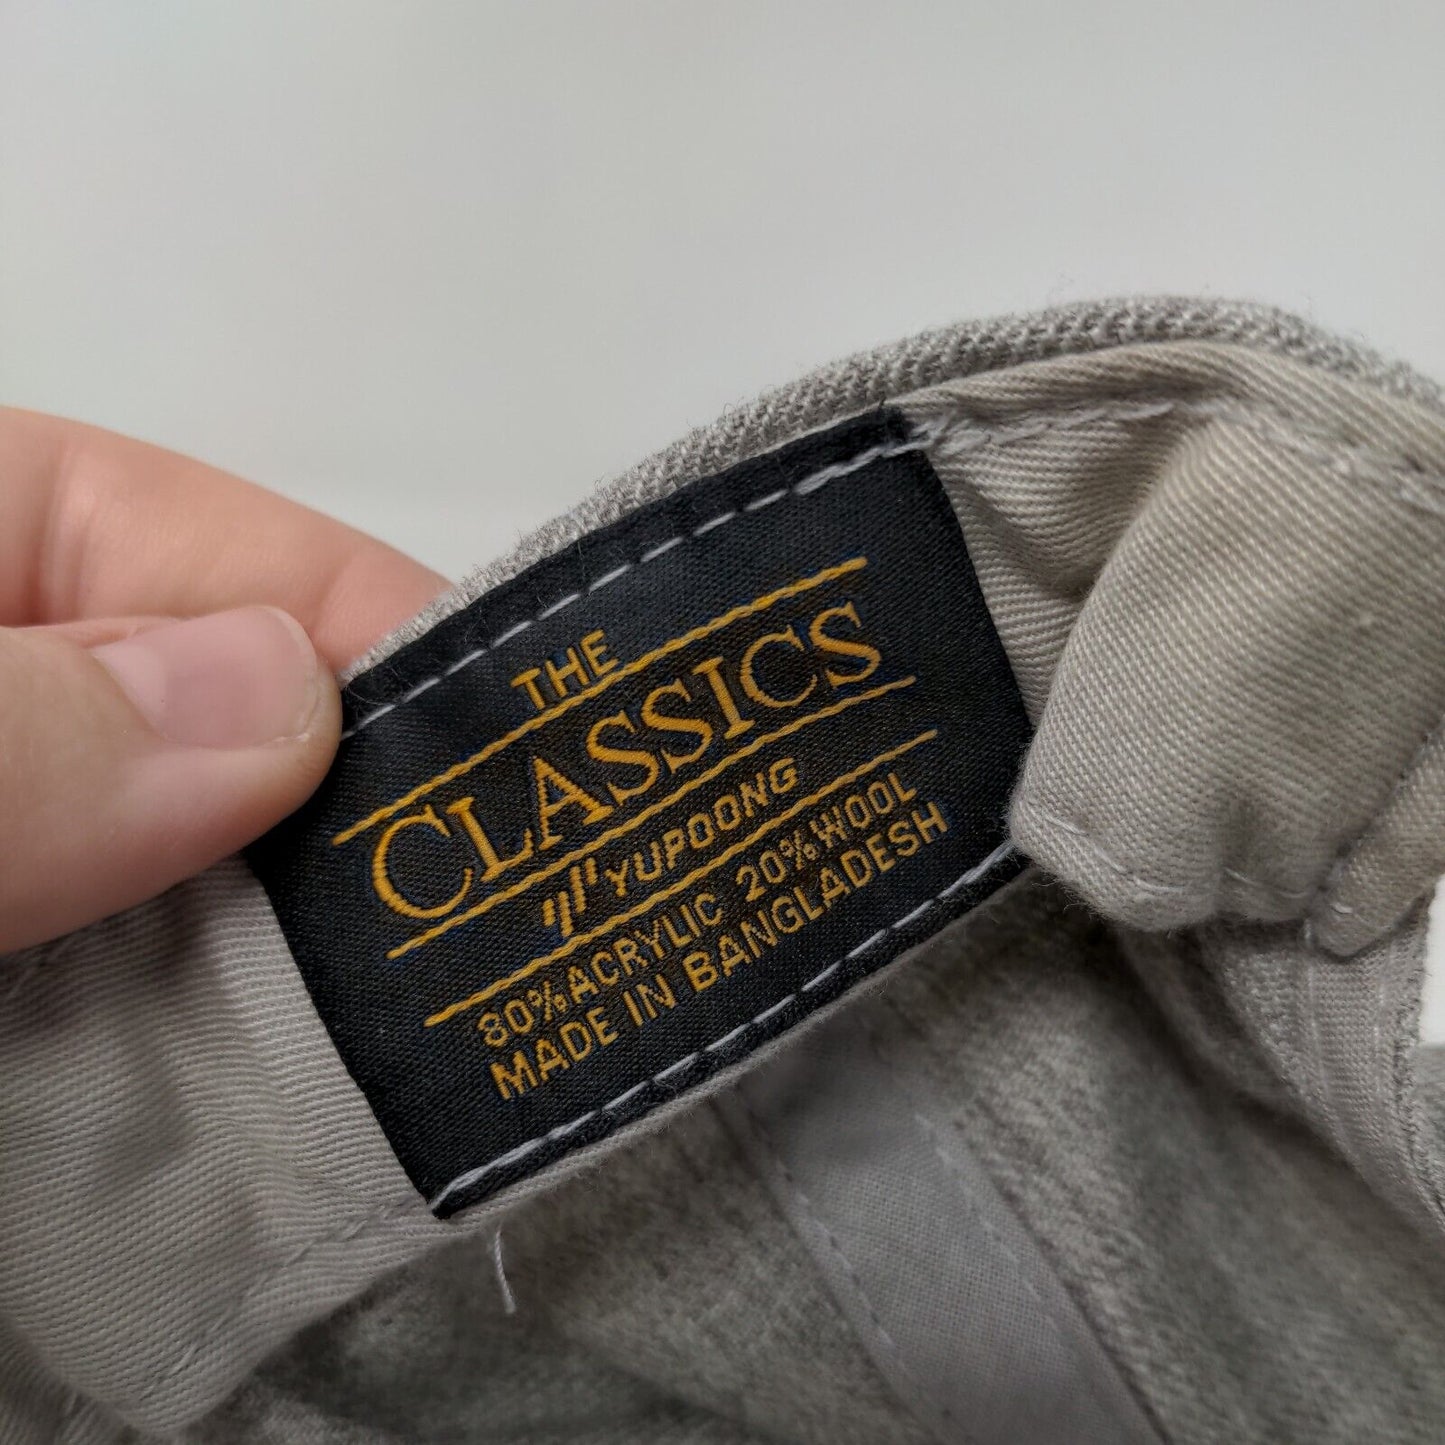 THE
CLASSICS
YUPOONG
80% ACRYLIC 20% WOOL
MADE IN BANGLADESH